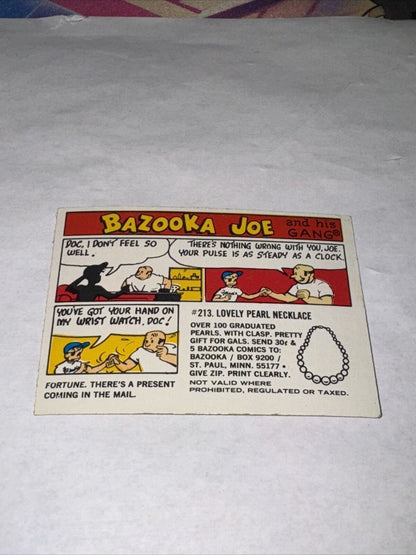 BAZOOKA JOE and his GANG®
DOC, I DON'T FEEL SO
WELL.
THERE'S NOTHING WRONG WITH YOU, JOE.
YOUR PULSE IS AS STEADY AS A CLOCK.
YOU'VE GOT YOUR HAND ON
MY WRIST WATCH, DOC!
FORTUNE. THERE'S A PRESENT
COMING IN THE MAIL.
#213. LOVELY PEARL NECKLACE
OVER 100 GRADUATED
PEARLS. WITH CLASP. PRETTY
GIFT FOR GALS. SEND 30¢ &
5 BAZOOKA COMICS TO:
BAZOOKA / BOX 9200 /
ST. PAUL, MINN. 55177 •
GIVE ZIP. PRINT CLEARLY.
NOT VALID WHERE
PROHIBITED, REGULATED OR TAXED.